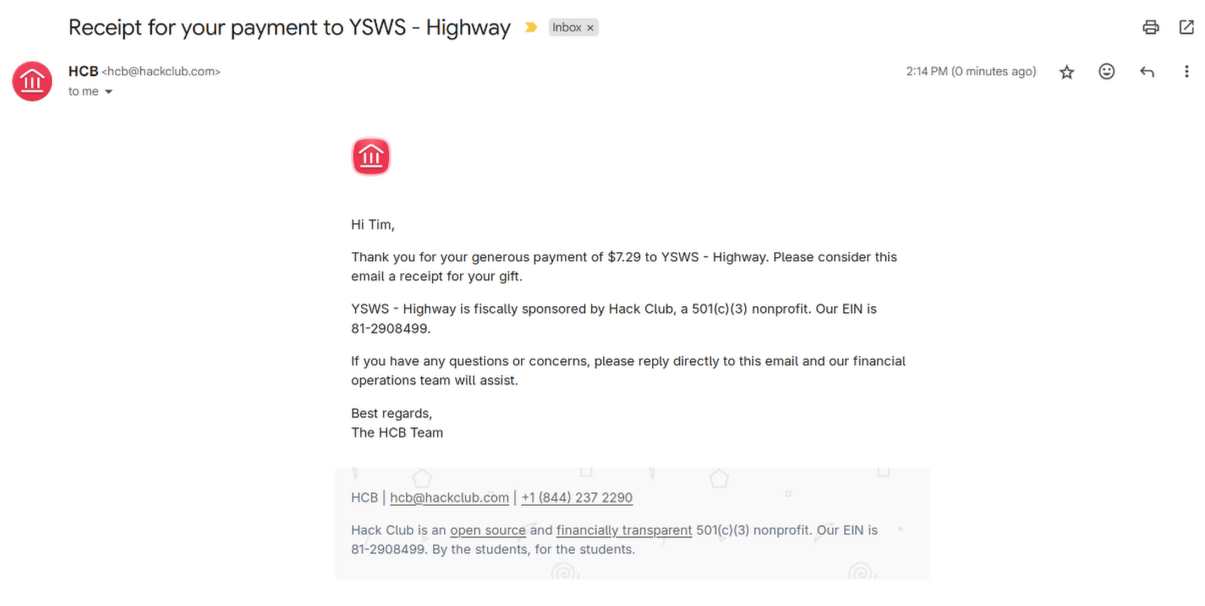 Receipt for your payment to YSWS - Highway Inbox ×
HCB <hcb@hackclub.com> 2:14 PM (0 minutes ago)
to me
Hi Tim,
Thank you for your generous payment of $7.29 to YSWS - Highway. Please consider this
email a receipt for your gift.
YSWS - Highway is fiscally sponsored by Hack Club, a 501(c)(3) nonprofit. Our EIN is
81-2908499.
If you have any questions or concerns, please reply directly to this email and our financial
operations team will assist.
Best regards,
The HCB Team
HCB | hcb@hackclub.com | +1 (844) 237 2290
Hack Club is an open source and financially transparent 501(c)(3) nonprofit. Our EIN is
81-2908499. By the students, for the students.